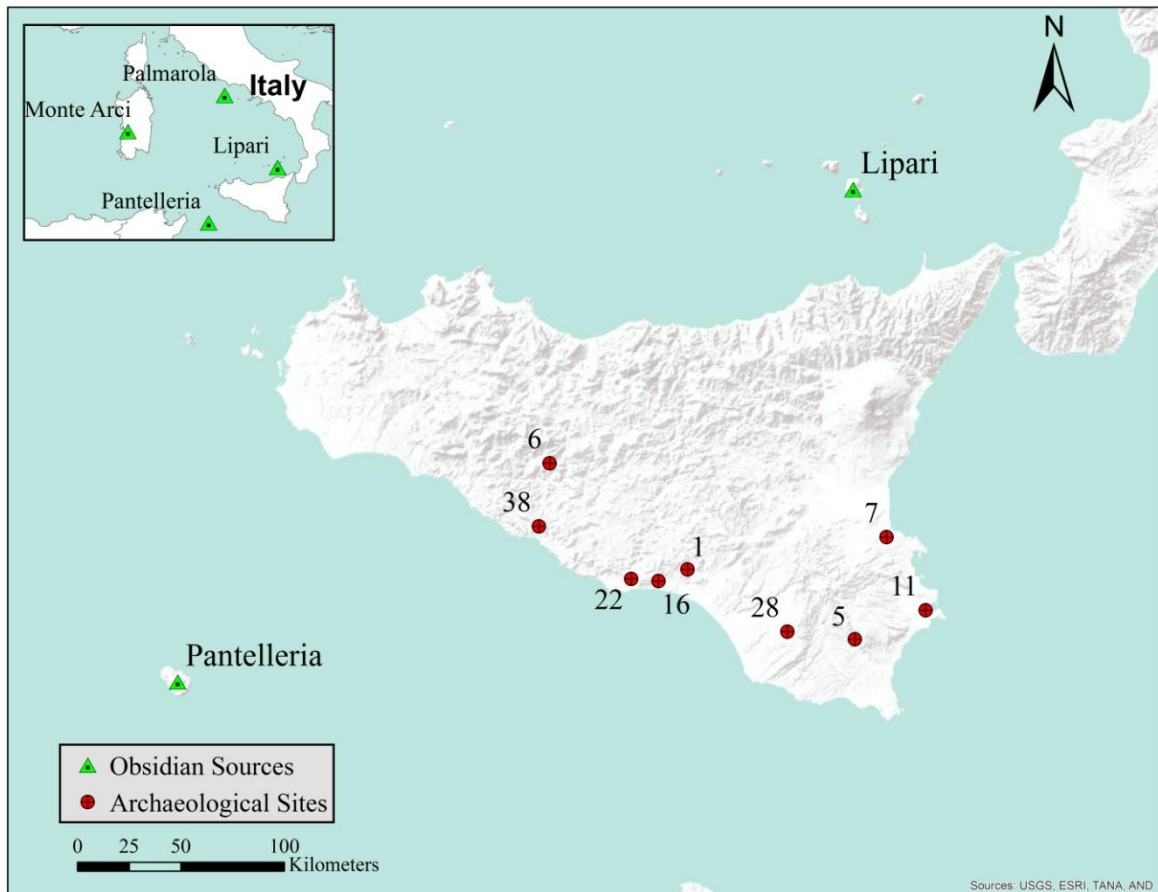 Palmarola
Italy
Monte Arci
Lipari
Pantelleria
N
Lipari
6
38
7
1
22
16
11
28
5
Pantelleria
Obsidian Sources
Archaeological Sites
0 25 50 100
Kilometers
Sources: USGS, ESRI, TANA, AND